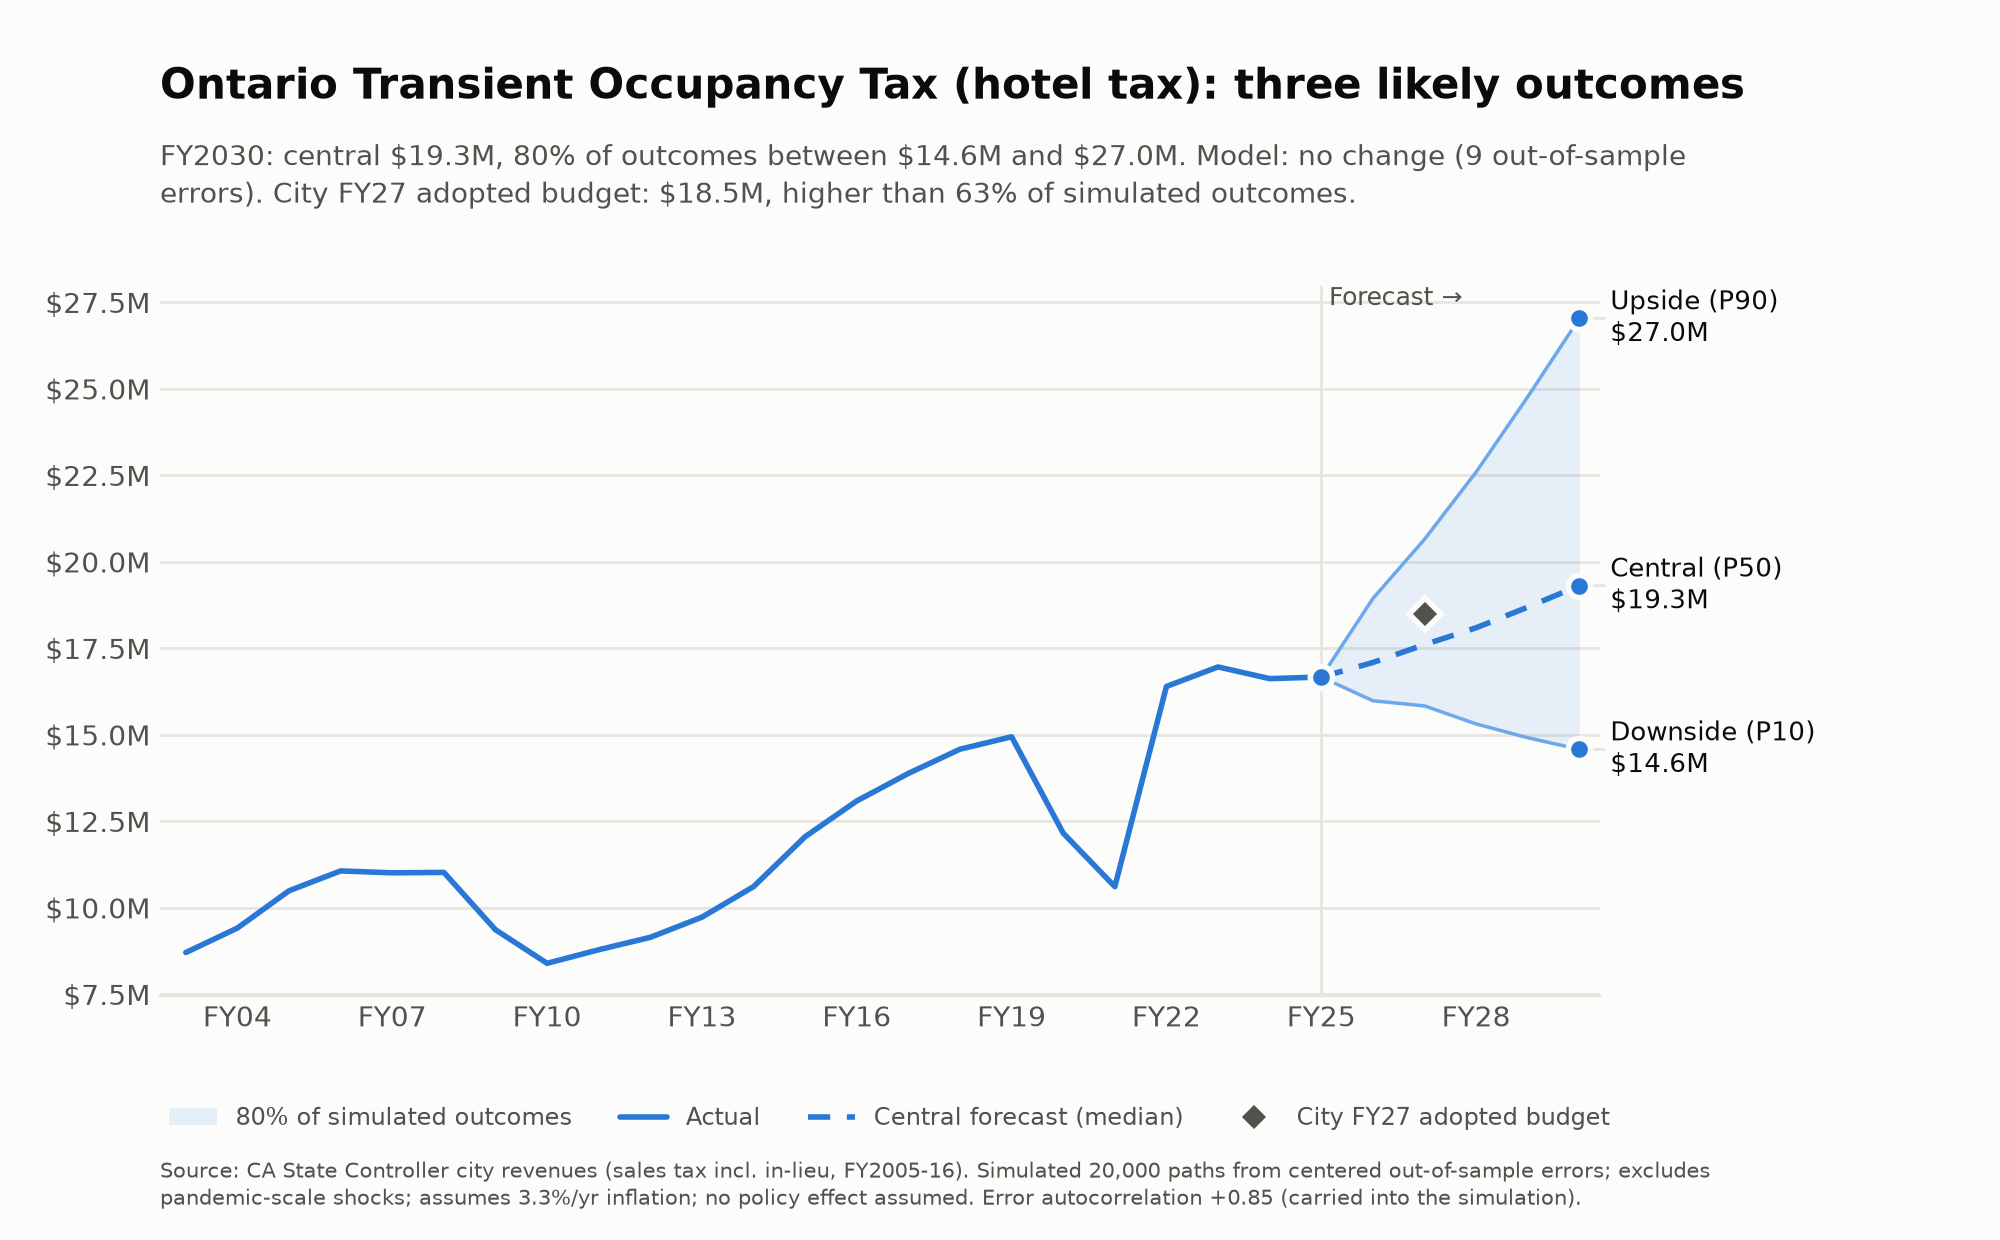 Ontario Transient Occupancy Tax (hotel tax): three likely outcomes
FY2030: central $19.3M, 80% of outcomes between $14.6M and $27.0M. Model: no change (9 out-of-sample
errors). City FY27 adopted budget: $18.5M, higher than 63% of simulated outcomes.
Forecast →
$27.5M
$25.0M
$22.5M
$20.0M
$17.5M
$15.0M
$12.5M
$10.0M
$7.5M
Upside (P90)
$27.0M
Central (P50)
$19.3M
Downside (P10)
$14.6M
FY04 FY07 FY10 FY13 FY16 FY19 FY22 FY25 FY28
80% of simulated outcomes Actual Central forecast (median) City FY27 adopted budget
Source: CA State Controller city revenues (sales tax incl. in-lieu, FY2005-16). Simulated 20,000 paths from centered out-of-sample errors; excludes
pandemic-scale shocks; assumes 3.3%/yr inflation; no policy effect assumed. Error autocorrelation +0.85 (carried into the simulation).